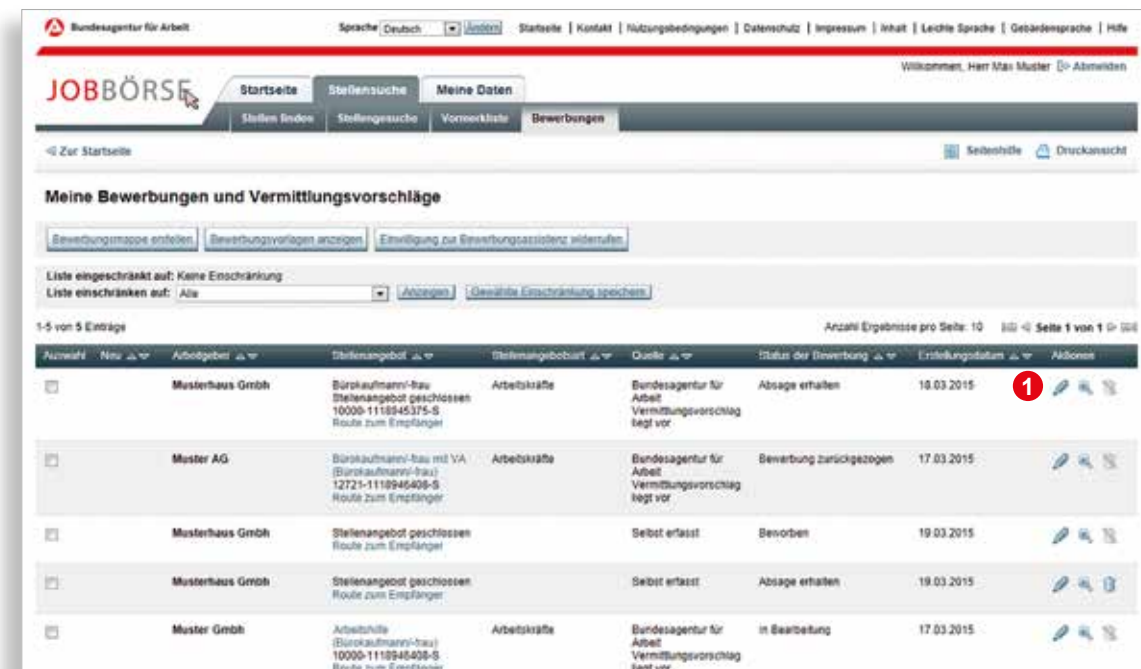 Bundesagentur für Arbeit
Sprache Deutsch Ändern Startseite | Kontakt | Nutzungsbedingungen | Datenschutz | Impressum | Inhalt | Leichte Sprache | Gebärdensprache | Hilfe
Willkommen, Herr Max Muster Abmelden
JOBBÖRSE
Startseite Stellensuche Meine Daten
Stellen finden Stellengesuche Vormerkliste Bewerbungen
Zur Startseite Seitenhilfe Druckansicht
Meine Bewerbungen und Vermittlungsvorschläge
Bewerbungsmappe erstellen Bewerbungsvorlagen anzeigen Einwilligung zur Bewerbungsassistenz widerrufen
Liste eingeschränkt auf: Keine Einschränkung
Liste einschränken auf: Alle Anzeigen Gewählte Einschränkung speichern
1-5 von 5 Einträge Anzahl Ergebnisse pro Seite: 10 Seite 1 von 1
Auswahl Neu Arbeitgeber Stellenangebot Stellenangebotsart Quelle Status der Bewerbung Erstellungsdatum Aktionen
Musterhaus Gmbh Bürokaufmann/-frau Arbeitskräfte Bundesagentur für Absage erhalten 18.03.2015 1
Stellenangebot geschlossen Arbeit
10000-1118945375-S Vermittlungsvorschlag
Route zum Empfänger liegt vor
Muster AG Bürokaufmann/-frau mit VA Arbeitskräfte Bundesagentur für Bewerbung zurückgezogen 17.03.2015
(Bürokaufmann/-frau) Arbeit
12721-1118946408-S Vermittlungsvorschlag
Route zum Empfänger liegt vor
Musterhaus Gmbh Stellenangebot geschlossen Selbst erfasst Beworben 19.03.2015
Route zum Empfänger
Musterhaus Gmbh Stellenangebot geschlossen Selbst erfasst Absage erhalten 19.03.2015
Route zum Empfänger
Muster Gmbh Arbeitshilfe Arbeitskräfte Bundesagentur für in Bearbeitung 17.03.2015
(Bürokaufmann/-frau) Arbeit
10000-1118946408-S Vermittlungsvorschlag
Route zum Empfänger liegt vor